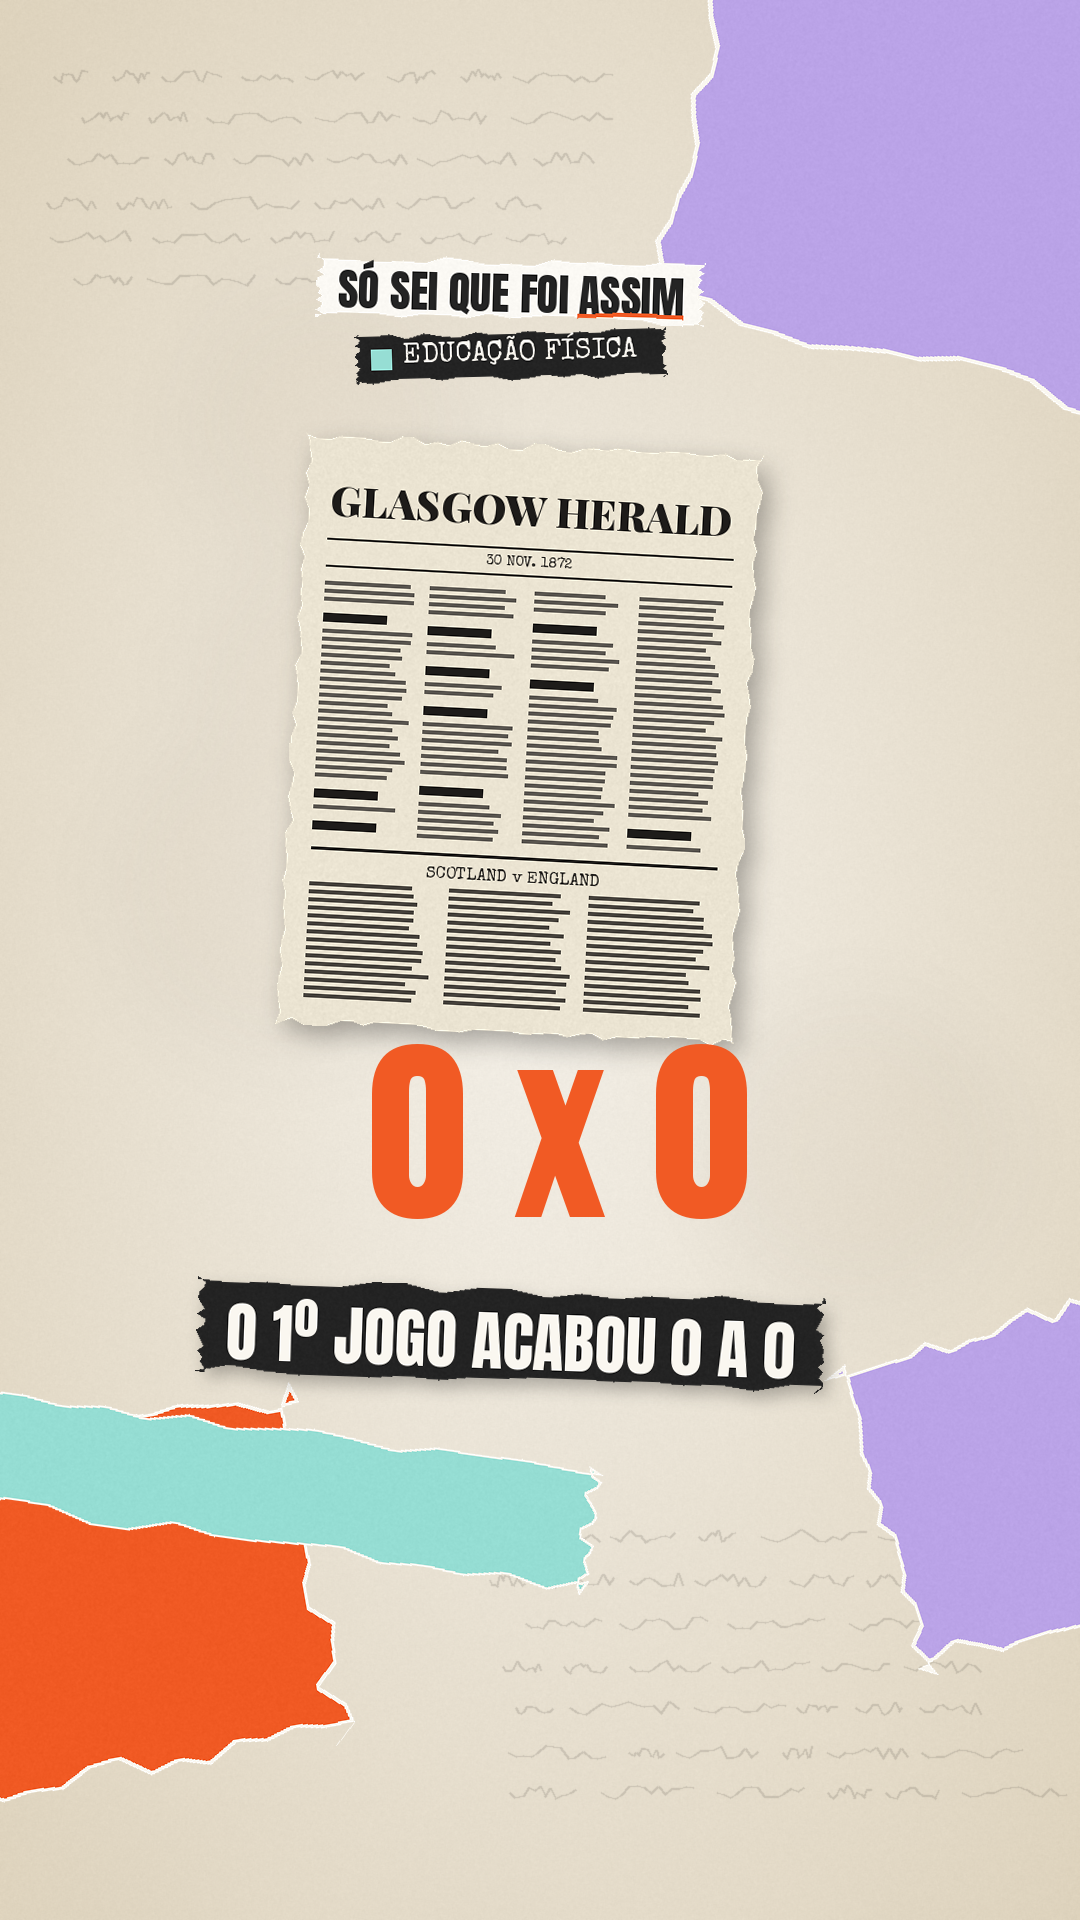 SÓ SEI QUE FOI ASSIM
EDUCAÇÃO FÍSICA
GLASGOW HERALD
30 NOV. 1872
SCOTLAND v ENGLAND
0 x 0
O 1º JOGO ACABOU 0 A 0